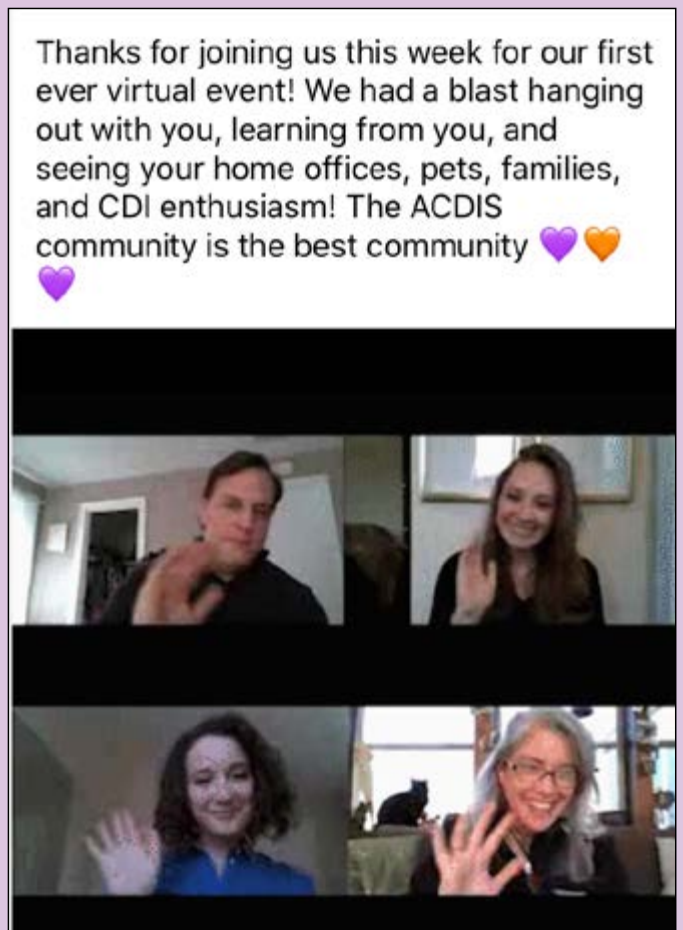 Thanks for joining us this week for our first
ever virtual event! We had a blast hanging
out with you, learning from you, and
seeing your home offices, pets, families,
and CDI enthusiasm! The ACDIS
community is the best community 💜🧡
💜